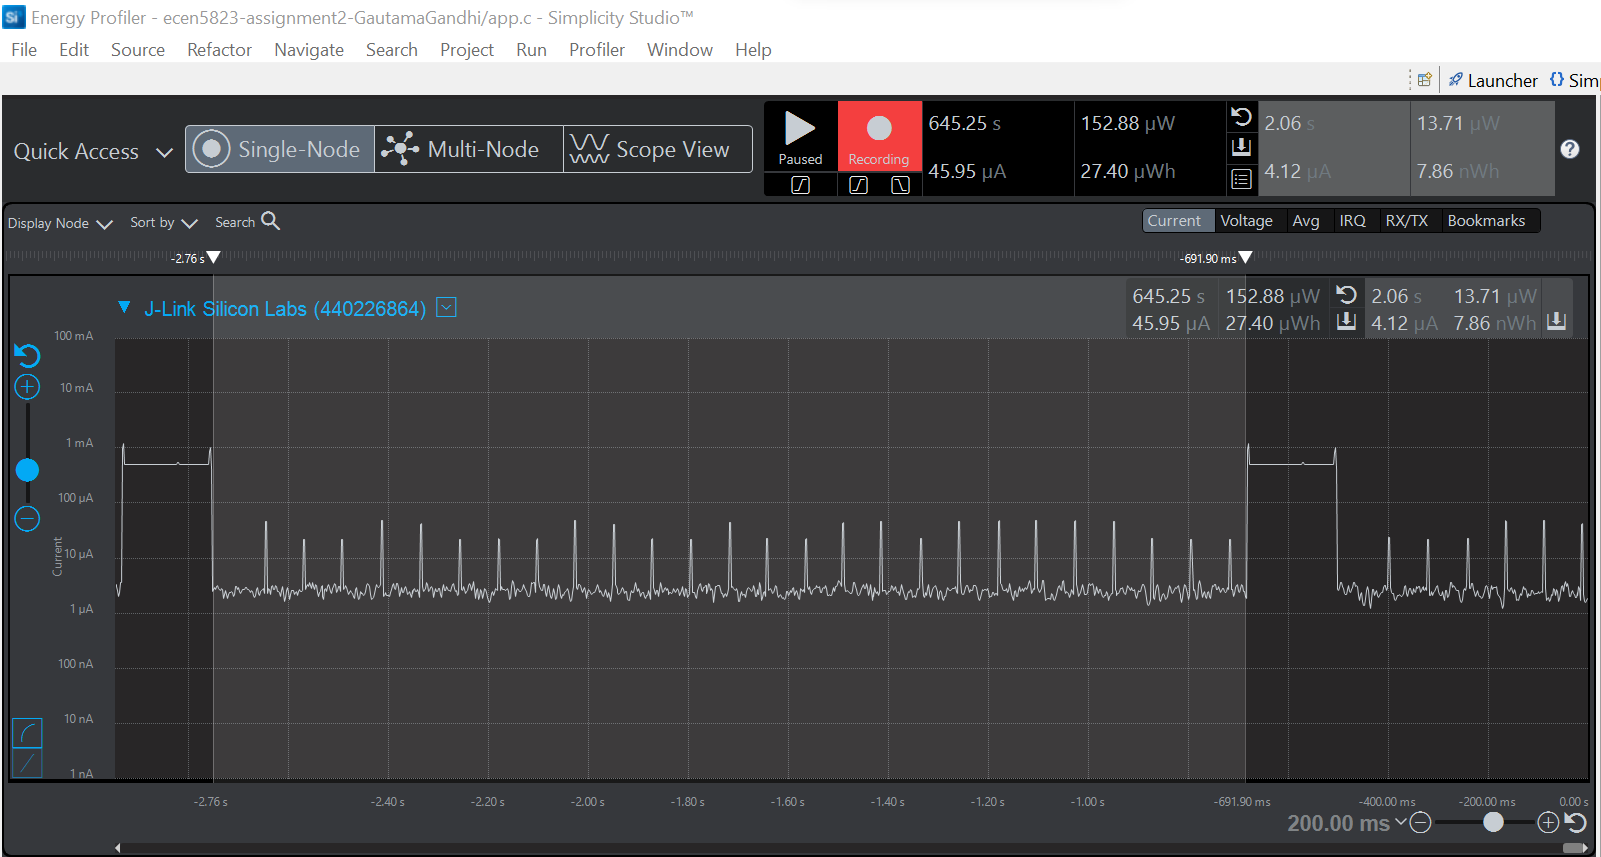 Si Energy Profiler - ecen5823-assignment2-GautamaGandhi/app.c - Simplicity Studio™
File Edit Source Refactor Navigate Search Project Run Profiler Window Help
Launcher {} Sim
Quick Access Single-Node Multi-Node Scope View
Paused Recording
645.25 s 152.88 µW 2.06 s 13.71 µW
45.95 µA 27.40 µWh 4.12 µA 7.86 nWh
?
Display Node Sort by Search Current Voltage Avg IRQ RX/TX Bookmarks
-2.76 s -691.90 ms
J-Link Silicon Labs (440226864)
645.25 s 152.88 µW 2.06 s 13.71 µW
45.95 µA 27.40 µWh 4.12 µA 7.86 nWh
100 mA
10 mA
1 mA
100 µA
10 µA
1 µA
100 nA
10 nA
1 nA
Current
-2.76 s -2.40 s -2.20 s -2.00 s -1.80 s -1.60 s -1.40 s -1.20 s -1.00 s -691.90 ms -400.00 ms -200.00 ms 0.00 s
200.00 ms